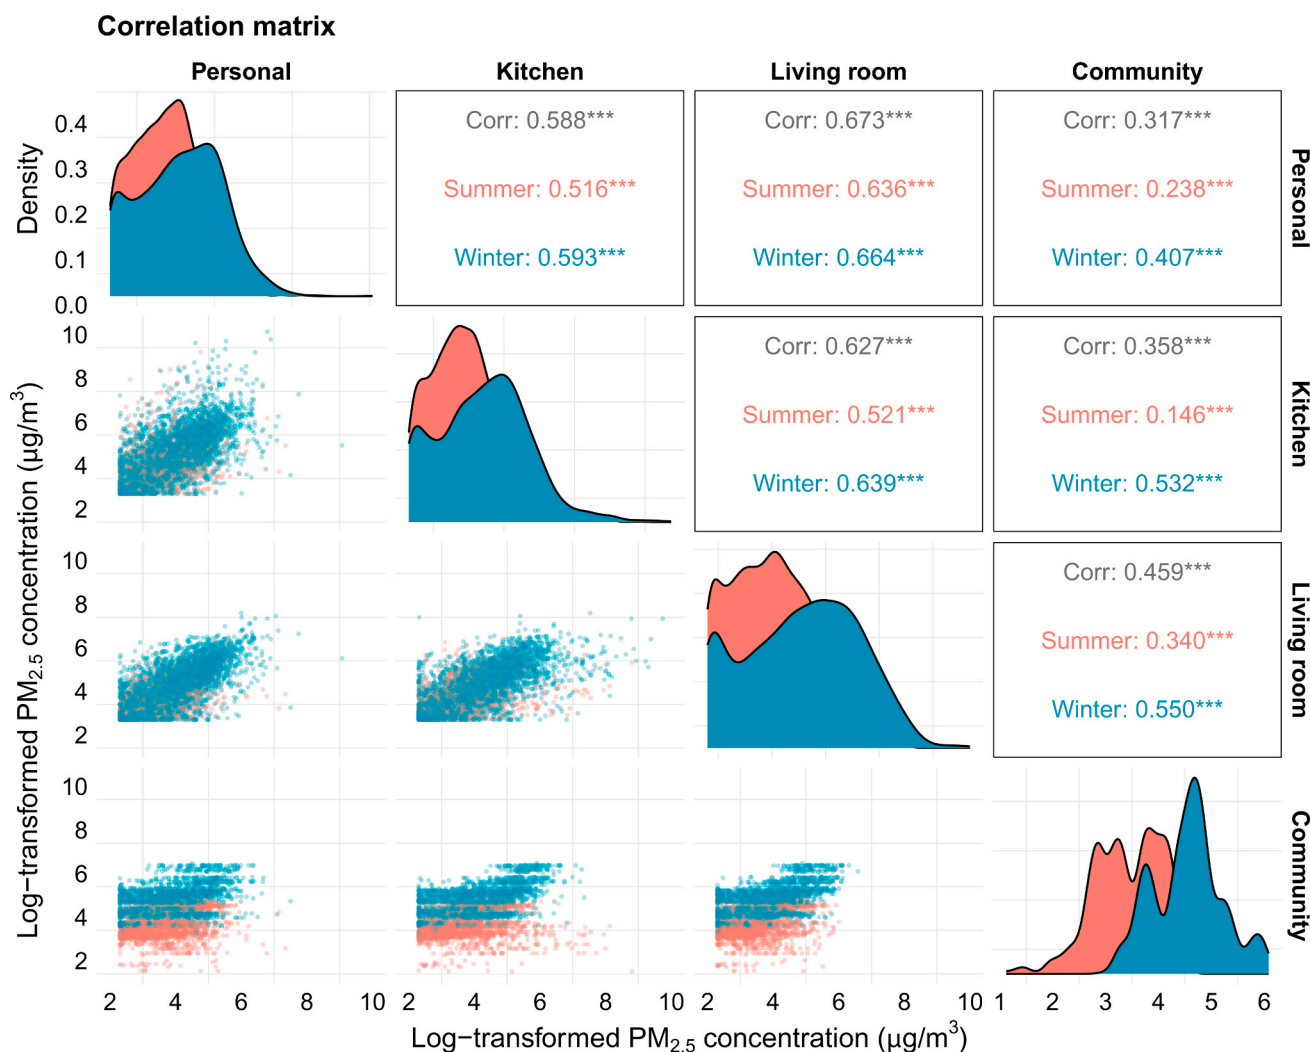 Correlation matrix
Personal
Kitchen
Living room
Community
Density
0.4
0.3
0.2
0.1
0.0
Corr: 0.588***
Summer: 0.516***
Winter: 0.593***
Corr: 0.673***
Summer: 0.636***
Winter: 0.664***
Corr: 0.317***
Summer: 0.238***
Winter: 0.407***
Personal
Log−transformed PM2.5 concentration (μg/m3)
10
8
6
4
2
Corr: 0.627***
Summer: 0.521***
Winter: 0.639***
Corr: 0.358***
Summer: 0.146***
Winter: 0.532***
Kitchen
10
8
6
4
2
Corr: 0.459***
Summer: 0.340***
Winter: 0.550***
Living room
10
8
6
4
2
Community
2 4 6 8 10
2 4 6 8 10
2 4 6 8 10
1 2 3 4 5 6
Log−transformed PM2.5 concentration (μg/m3)